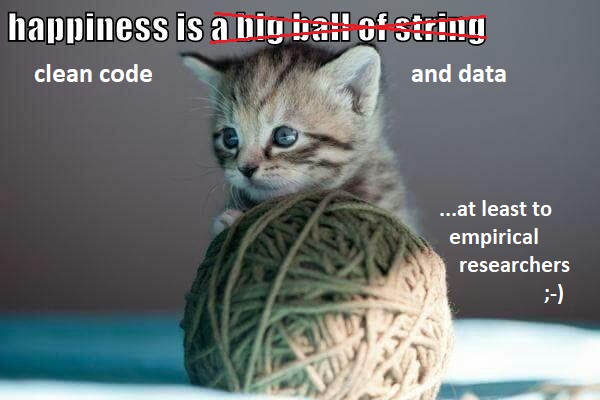 happiness is a big ball of string
clean code and data
...at least to
empirical
researchers
;-)